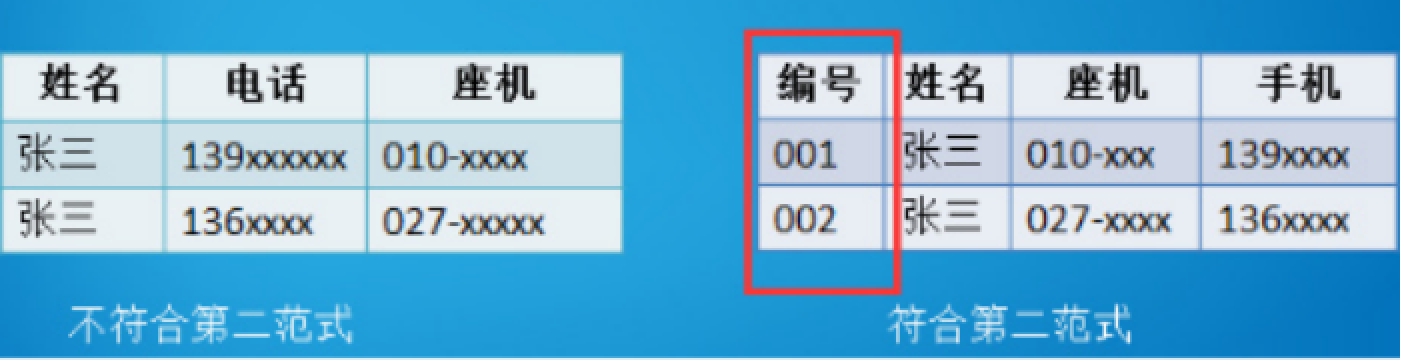 姓名 电话 座机
张三 139xxxxxx 010-xxxx
张三 136xxxx 027-xxxxx
不符合第二范式
编号 姓名 座机 手机
001 张三 010-xxx 139xxxx
002 张三 027-xxxx 136xxxx
符合第二范式